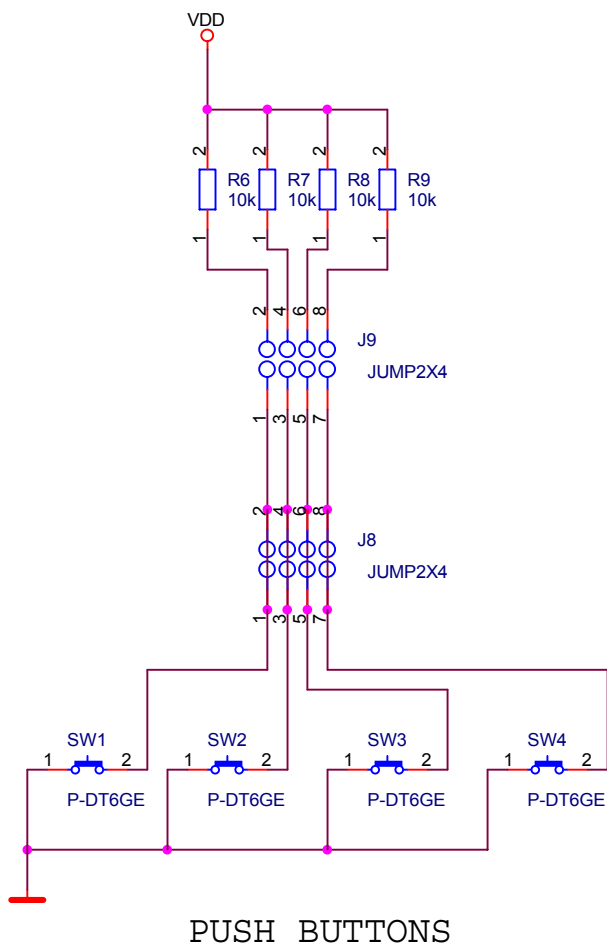 VDD
2 2 2 2
R6 R7 R8 R9
10k 10k 10k 10k
1 1 1 1
2 4 6 8
J9
JUMP2X4
1 3 5 7
2 4 6 8
J8
JUMP2X4
1 3 5 7
SW1 SW2 SW3 SW4
1 2 1 2 1 2 1 2
P-DT6GE P-DT6GE P-DT6GE P-DT6GE
PUSH BUTTONS